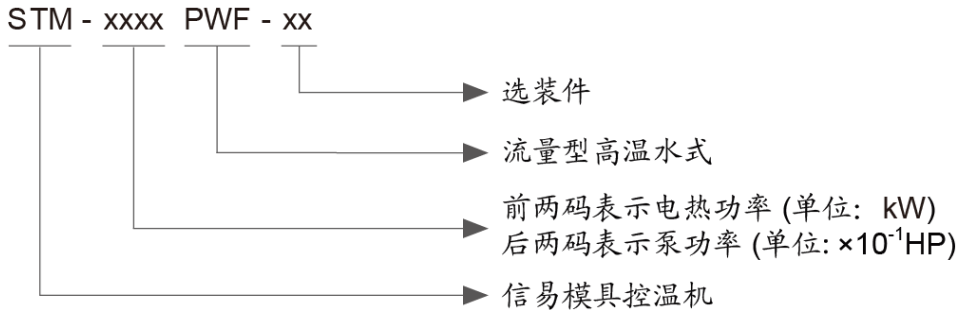 STM - xxxx PWF - xx
选装件
流量型高温水式
前两码表示电热功率 (单位: kW)
后两码表示泵功率 (单位: ×10⁻¹HP)
信易模具控温机